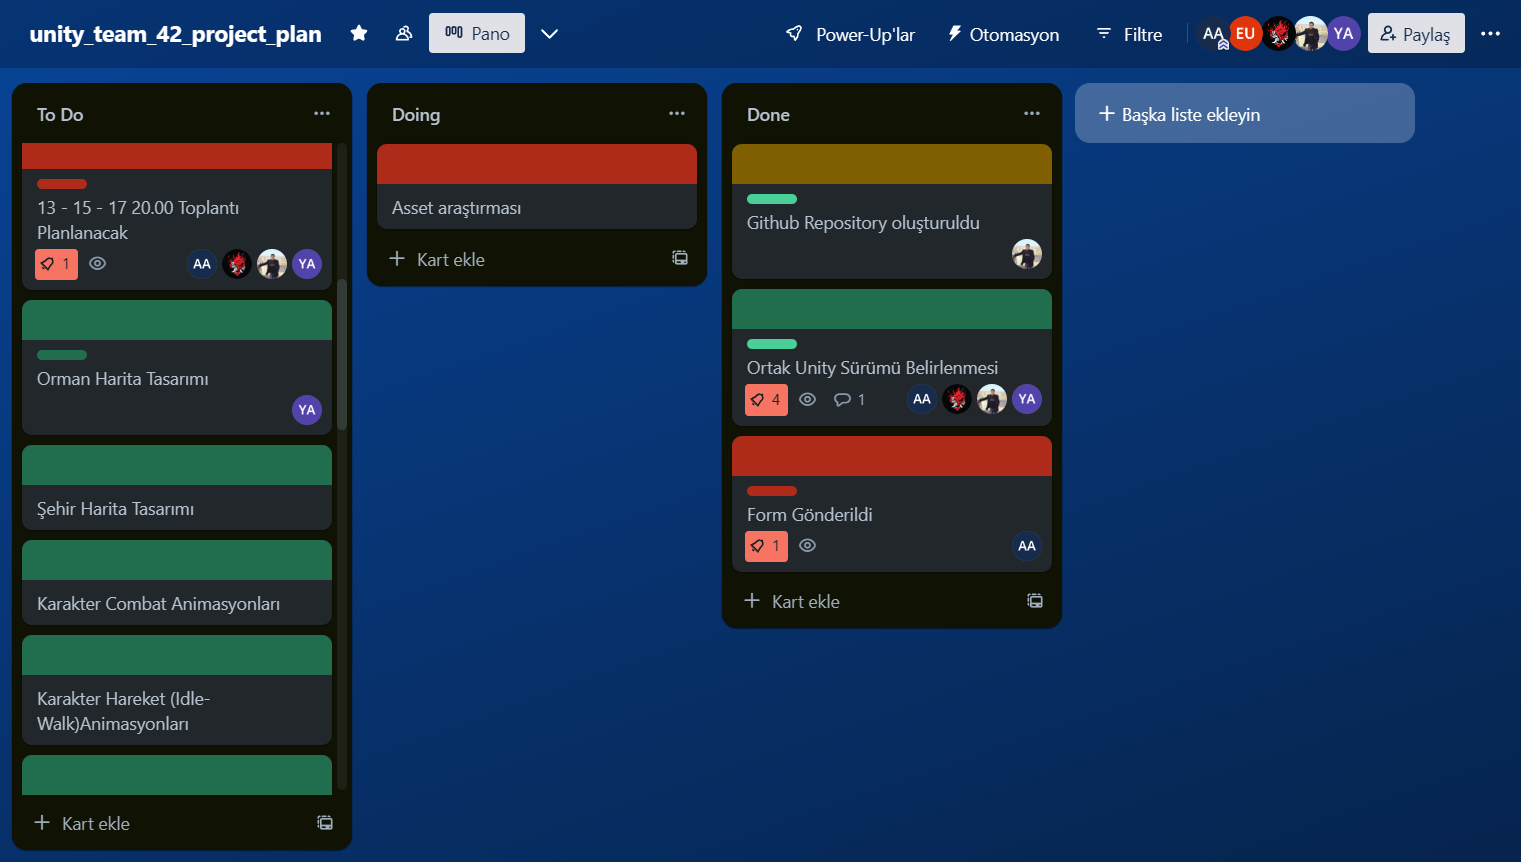 unity_team_42_project_plan
Pano
Power-Up'lar
Otomasyon
Filtre
AA
EU
YA
Paylaş
To Do
13 - 15 - 17 20.00 Toplantı
Planlanacak
1
AA
YA
Orman Harita Tasarımı
YA
Şehir Harita Tasarımı
Karakter Combat Animasyonları
Karakter Hareket (Idle-
Walk)Animasyonları
Kart ekle
Doing
Asset araştırması
Kart ekle
Done
Github Repository oluşturuldu
Ortak Unity Sürümü Belirlenmesi
4
1
AA
YA
Form Gönderildi
1
AA
Kart ekle
Başka liste ekleyin